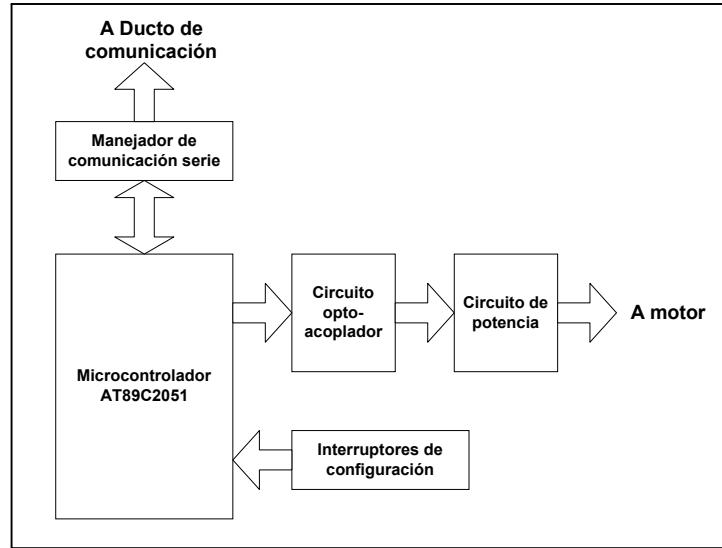 A Ducto de
comunicación
Manejador de
comunicación serie
Circuito
opto-
acoplador
Circuito de
potencia
A motor
Microcontrolador
AT89C2051
Interruptores de
configuración